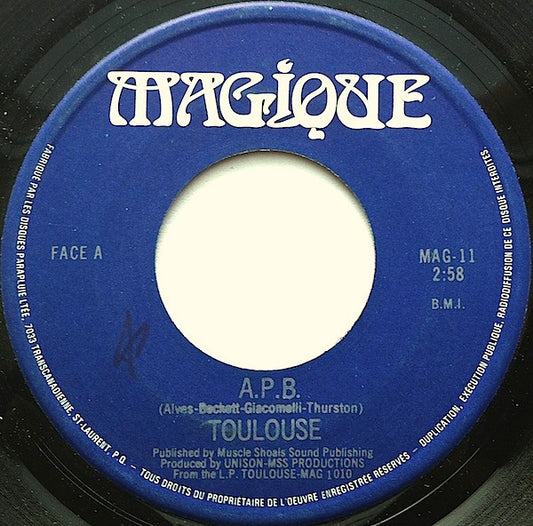 MAGIQUE
FACE A
MAG-11
2:58
B.M.I.
A.P.B.
(Alves-Beckett-Giacomelli-Thurston)
TOULOUSE
Published by Muscle Shoals Sound Publishing
Produced by UNISON-MSS PRODUCTIONS
From the L.P. TOULOUSE-MAG 1010
FABRIQUE PAR LES DISQUES PARAPLUIE LTÉE, 7033 TRANSCANADIENNE, ST-LAURENT, P.Q. – TOUS DROITS DU PROPRIÉTAIRE DE L'OEUVRE ENREGISTRÉE RÉSERVÉS – DUPLICATION, EXÉCUTION PUBLIQUE, RADIODIFFUSION DE CE DISQUE INTERDITES.